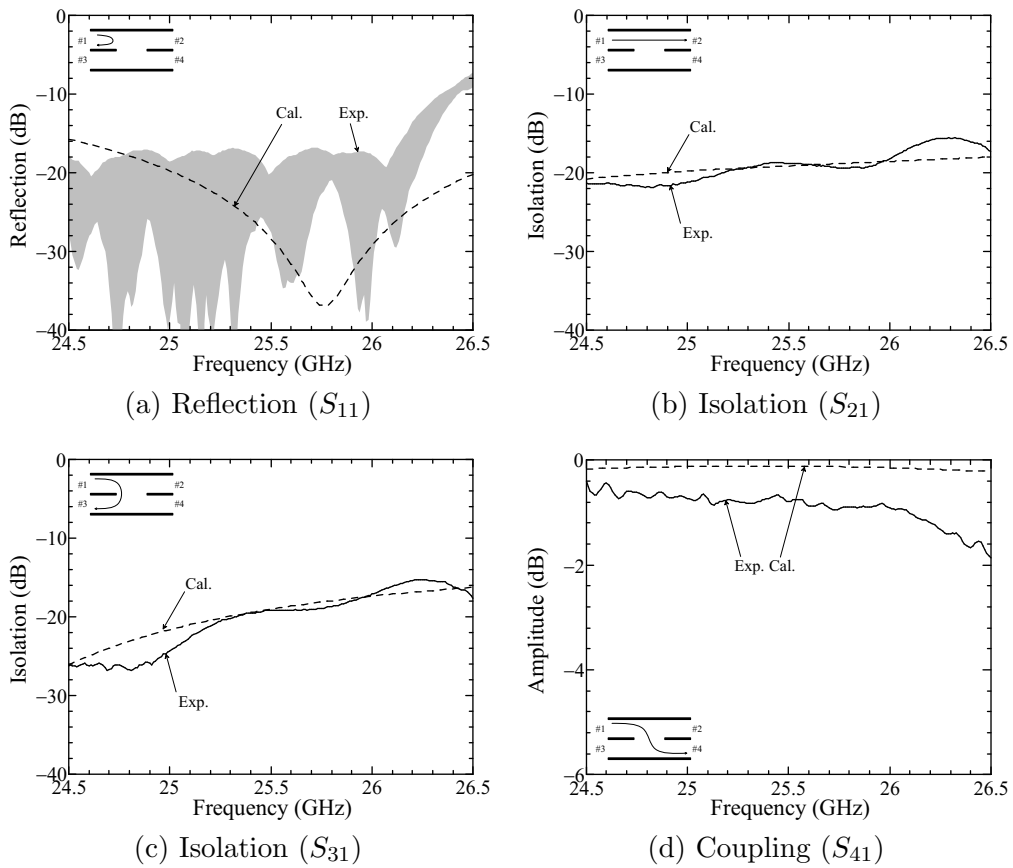 0
−10
−20
−30
−40
Reflection (dB)
#1
#2
#3
#4
Cal.
Exp.
24.5
25
25.5
26
26.5
Frequency (GHz)
(a) Reflection (S11)
0
−10
−20
−30
−40
Isolation (dB)
#1
#2
#3
#4
Cal.
Exp.
24.5
25
25.5
26
26.5
Frequency (GHz)
(b) Isolation (S21)
0
−10
−20
−30
−40
Isolation (dB)
#1
#2
#3
#4
Cal.
Exp.
24.5
25
25.5
26
26.5
Frequency (GHz)
(c) Isolation (S31)
0
−2
−4
−6
Amplitude (dB)
Exp. Cal.
#1
#2
#3
#4
24.5
25
25.5
26
26.5
Frequency (GHz)
(d) Coupling (S41)